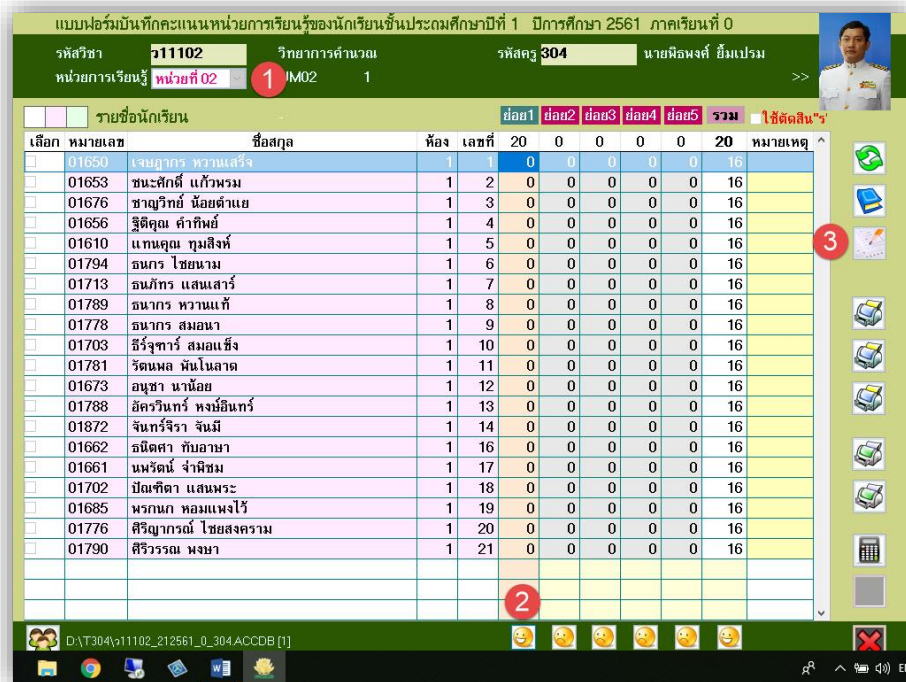 แบบฟอร์มบันทึกคะแนนหน่วยการเรียนรู้ของนักเรียนชั้นประถมศึกษาปีที่ 1 ปีการศึกษา 2561 ภาคเรียนที่ 0
รหัสวิชา ว11102 วิทยาการคำนวณ รหัสครู 304 นายพิธพงศ์ ยิ้มเปรม
หน่วยการเรียนรู้ หน่วยที่ 02 1 UM02 1 >>
รายชื่อนักเรียน ย่อย1 ย่อย2 ย่อย3 ย่อย4 ย่อย5 รวม ใช้ตัดสิน"ร"
เลือก หมายเลข ชื่อสกุล ห้อง เลขที่ 20 0 0 0 0 20 หมายเหตุ
01650 เจษฎากร หวานเสร็จ 1 1 0 0 0 0 0 16
01653 ชนะศักดิ์ แก้วพรม 1 2 0 0 0 0 0 16
01676 ชาญวิทย์ น้อยตำแย 1 3 0 0 0 0 0 16
01656 ฐิติคุณ คำทิพย์ 1 4 0 0 0 0 0 16
01610 แทนคุณ ทุมสิงห์ 1 5 0 0 0 0 0 16
01794 ธนกร ไชยนาม 1 6 0 0 0 0 0 16
01713 ธนภัทร แสนเสาร์ 1 7 0 0 0 0 0 16
01789 ธนากร หวานแท้ 1 8 0 0 0 0 0 16
01778 ธนากร สมอนา 1 9 0 0 0 0 0 16
01703 สมอแข็ง 1 10 0 0 0 0 0 16
01781 รัตนพล พันโนลาด 1 11 0 0 0 0 0 16
01673 อนุชา นาน้อย 1 12 0 0 0 0 0 16
01788 อัครวินทร์ หงษ์อินทร์ 1 13 0 0 0 0 0 16
01872 จันทร์จิรา จันมี 1 14 0 0 0 0 0 16
01662 ธนิตศา ทับอาษา 1 16 0 0 0 0 0 16
01661 นพรัตน์ จำพิชม 1 17 0 0 0 0 0 16
01702 ปัณฑิตา แสนพระ 1 18 0 0 0 0 0 16
01685 พรกนก หอมแพงไว้ 1 19 0 0 0 0 0 16
01776 ศิริญากรณ์ ไชยสงคราม 1 20 0 0 0 0 0 16
01790 ศิริวรรณ พงษา 1 21 0 0 0 0 0 16
3
2
D:\T304\ว11102_212561_0_304.ACCDB [1]